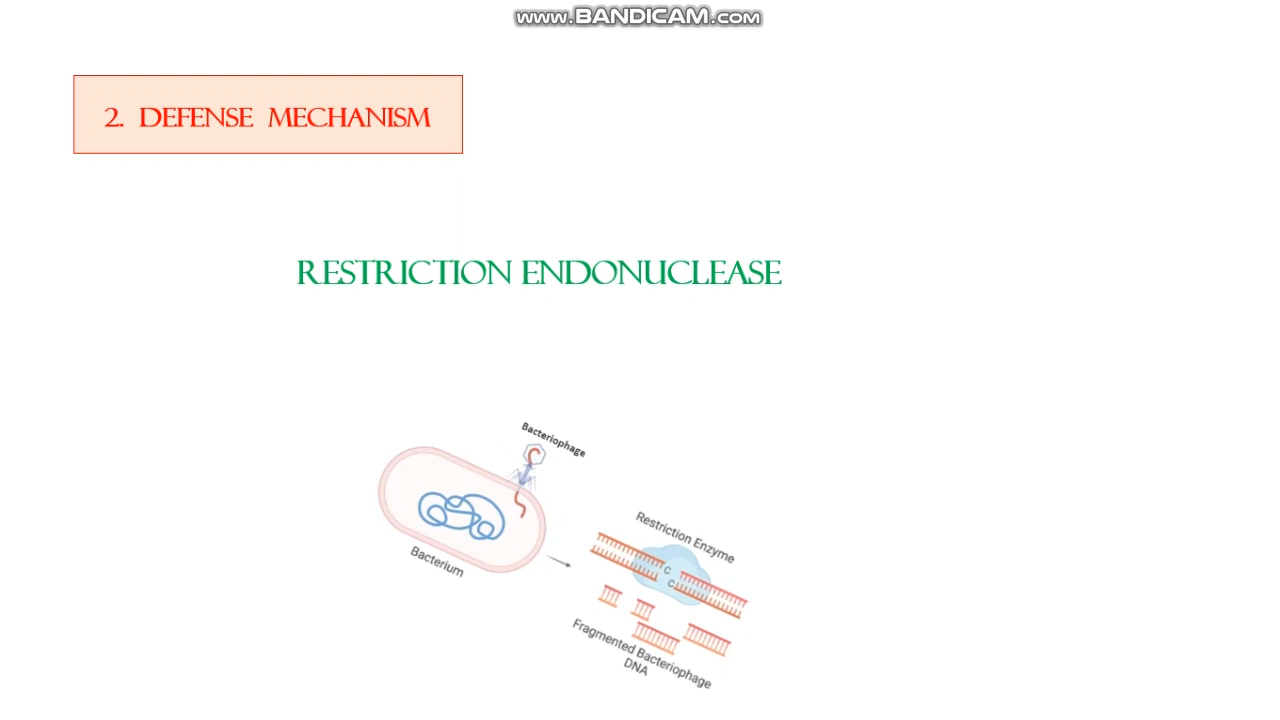 www.BANDICAM.com
2. DEFENSE MECHANISM
RESTRICTION ENDONUCLEASE
Bacteriophage
Bacterium
Restriction Enzyme
C
C
Fragmented Bacteriophage
DNA